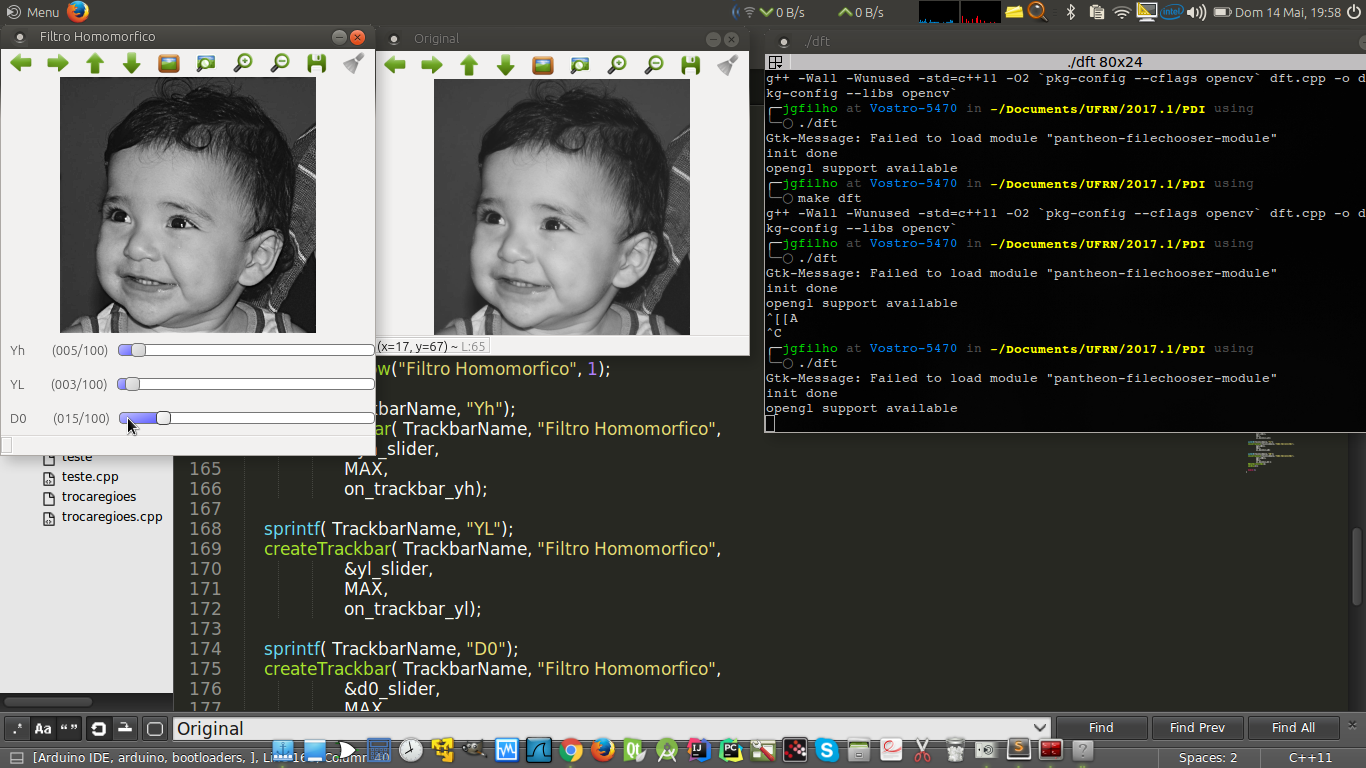 Menu
0 B/s
0 B/s
Dom 14 Mai, 19:58
Filtro Homomorfico
Yh (005/100)
YL (003/100)
D0 (015/100)
Original
(x=17, y=67) ~ L:65
./dft
./dft 80x24
g++ -Wall -Wunused -std=c++11 -O2 `pkg-config --cflags opencv` dft.cpp -o d
kg-config --libs opencv`
jgfilho at Vostro-5470 in ~/Documents/UFRN/2017.1/PDI using
./dft
Gtk-Message: Failed to load module "pantheon-filechooser-module"
init done
opengl support available
jgfilho at Vostro-5470 in ~/Documents/UFRN/2017.1/PDI using
make dft
g++ -Wall -Wunused -std=c++11 -O2 `pkg-config --cflags opencv` dft.cpp -o d
kg-config --libs opencv`
jgfilho at Vostro-5470 in ~/Documents/UFRN/2017.1/PDI using
./dft
Gtk-Message: Failed to load module "pantheon-filechooser-module"
init done
opengl support available
^[[A
^C
jgfilho at Vostro-5470 in ~/Documents/UFRN/2017.1/PDI using
./dft
Gtk-Message: Failed to load module "pantheon-filechooser-module"
init done
opengl support available
teste
teste.cpp
trocaregioes
trocaregioes.cpp
("Filtro Homomorfico", 1);
TrackbarName, "Yh");
TrackbarName, "Filtro Homomorfico",
_slider,
165 MAX,
166 on_trackbar_yh);
167
168 sprintf( TrackbarName, "YL");
169 createTrackbar( TrackbarName, "Filtro Homomorfico",
170 &yl_slider,
171 MAX,
172 on_trackbar_yl);
173
174 sprintf( TrackbarName, "D0");
175 createTrackbar( TrackbarName, "Filtro Homomorfico",
176 &d0_slider,
177 MAX
.* Aa “ ” Original Find Find Prev Find All
[Arduino IDE, arduino, bootloaders, ], Spaces: 2 C++11